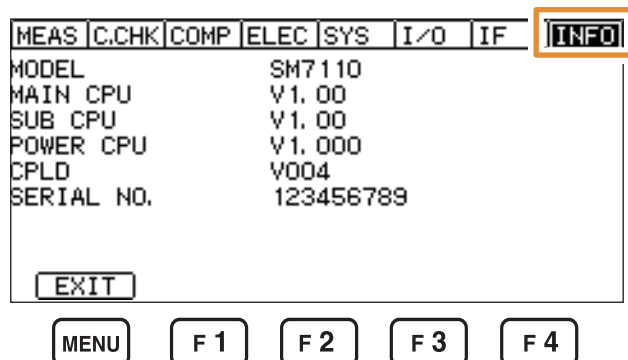 MEAS C.CHK COMP ELEC SYS I/O IF INFO
MODEL SM7110
MAIN CPU V1.00
SUB CPU V1.00
POWER CPU V1.000
CPLD V004
SERIAL NO. 123456789
EXIT
MENU F1 F2 F3 F4